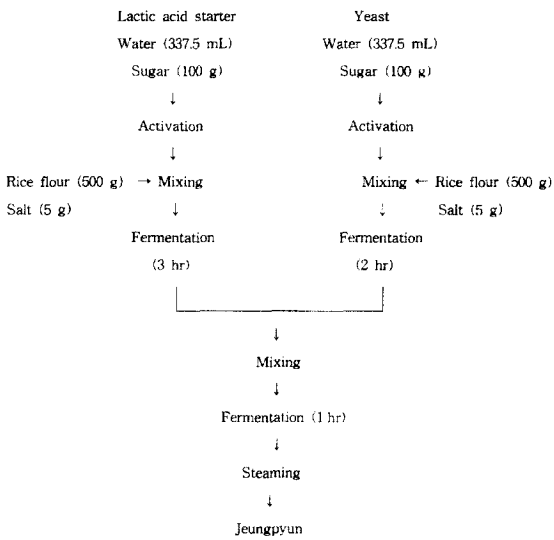 Lactic acid starter Yeast
Water (337.5 mL) Water (337.5 mL)
Sugar (100 g) Sugar (100 g)
↓ ↓
Activation Activation
↓ ↓
Rice flour (500 g) → Mixing Mixing ← Rice flour (500 g)
Salt (5 g) ↓ ↓ Salt (5 g)
Fermentation Fermentation
(3 hr) (2 hr)
↓
Mixing
↓
Fermentation (1 hr)
↓
Steaming
↓
Jeungpyun